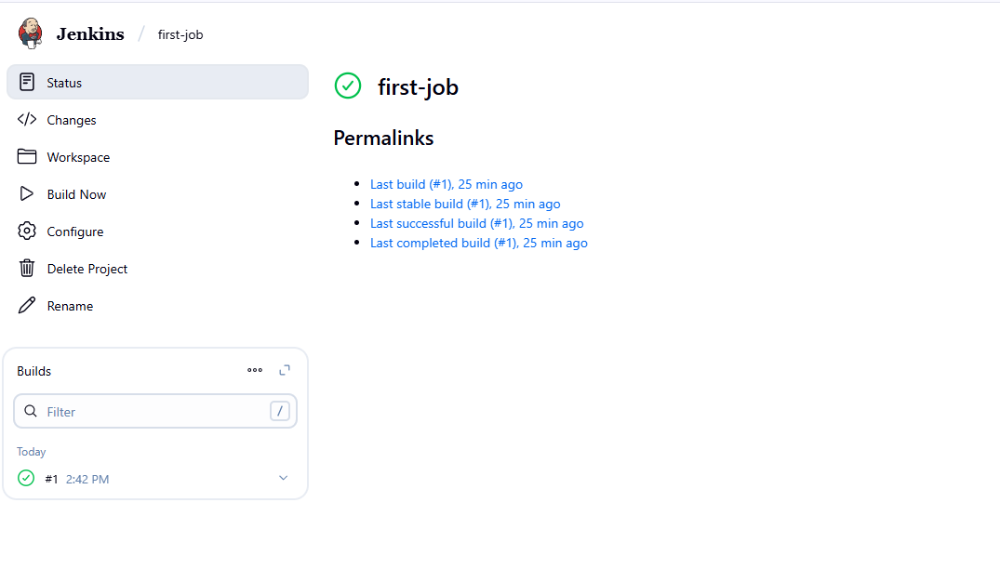 Jenkins / first-job
Status
Changes
Workspace
Build Now
Configure
Delete Project
Rename
Builds
Filter /
Today
#1 2:42 PM
first-job
Permalinks
Last build (#1), 25 min ago
Last stable build (#1), 25 min ago
Last successful build (#1), 25 min ago
Last completed build (#1), 25 min ago